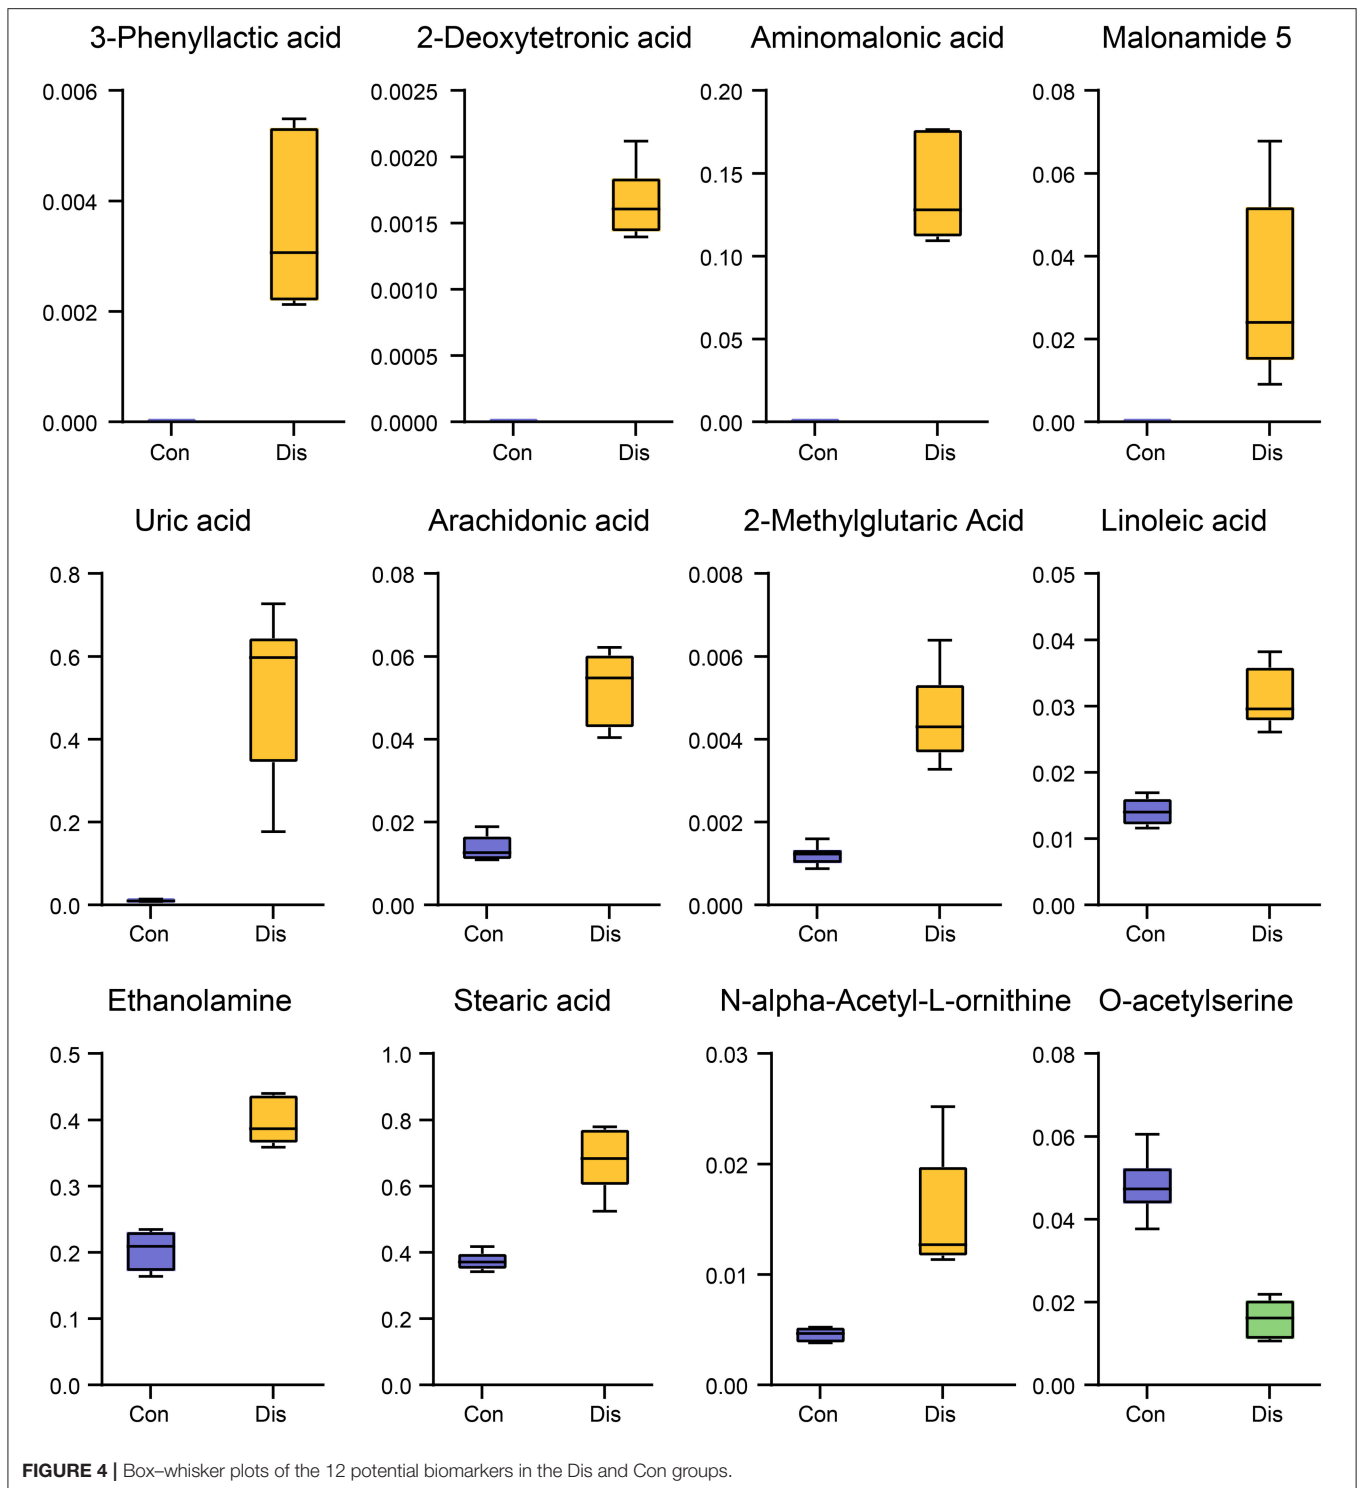 3-Phenyllactic acid
2-Deoxytetronic acid
Aminomalonic acid
Malonamide 5
0.006
0.004
0.002
0.000
Con Dis
0.0025
0.0020
0.0015
0.0010
0.0005
0.0000
Con Dis
0.20
0.15
0.10
0.05
0.00
Con Dis
0.08
0.06
0.04
0.02
0.00
Con Dis
Uric acid
Arachidonic acid
2-Methylglutaric Acid
Linoleic acid
0.8
0.6
0.4
0.2
0.0
Con Dis
0.08
0.06
0.04
0.02
0.00
Con Dis
0.008
0.006
0.004
0.002
0.000
Con Dis
0.05
0.04
0.03
0.02
0.01
0.00
Con Dis
Ethanolamine
Stearic acid
N-alpha-Acetyl-L-ornithine
O-acetylserine
0.5
0.4
0.3
0.2
0.1
0.0
Con Dis
1.0
0.8
0.6
0.4
0.2
0.0
Con Dis
0.03
0.02
0.01
0.00
Con Dis
0.08
0.06
0.04
0.02
0.00
Con Dis
FIGURE 4 | Box–whisker plots of the 12 potential biomarkers in the Dis and Con groups.